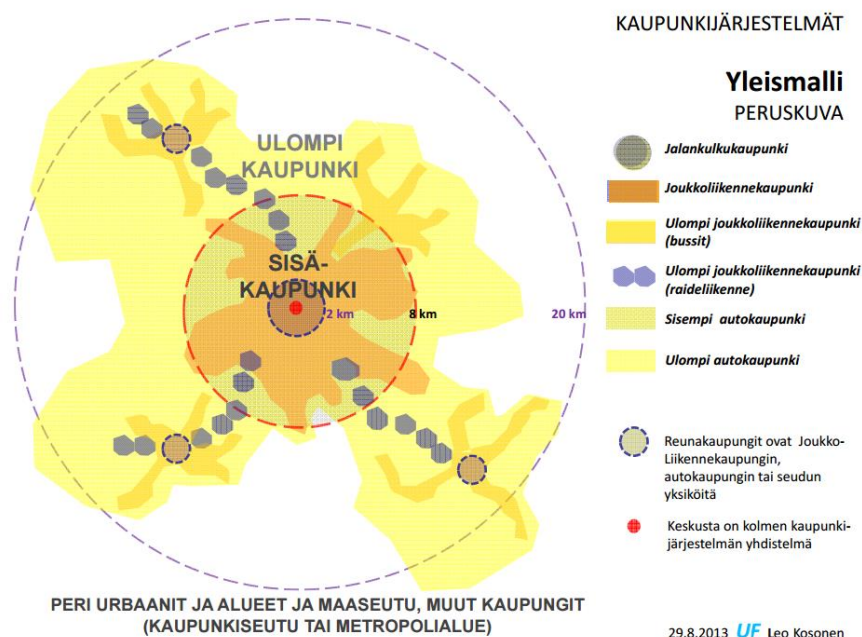 KAUPUNKIJÄRJESTELMÄT
Yleismalli
PERUSKUVA
ULOMPI
KAUPUNKI
SISÄ-
KAUPUNKI
2 km
8 km
20 km
Jalankulkukaupunki
Joukkoliikennekaupunki
Ulompi joukkoliikennekaupunki
(bussit)
Ulompi joukkoliikennekaupunki
(raideliikenne)
Sisempi autokaupunki
Ulompi autokaupunki
Reunakaupungit ovat Joukko-
Liikennekaupungin,
autokaupungin tai seudun
yksiköitä
Keskusta on kolmen kaupunki-
järjestelmän yhdistelmä
PERI URBAANIT JA ALUEET JA MAASEUTU, MUUT KAUPUNGIT
(KAUPUNKISEUTU TAI METROPOLIALUE)
29.8.2013 UF Leo Kosonen